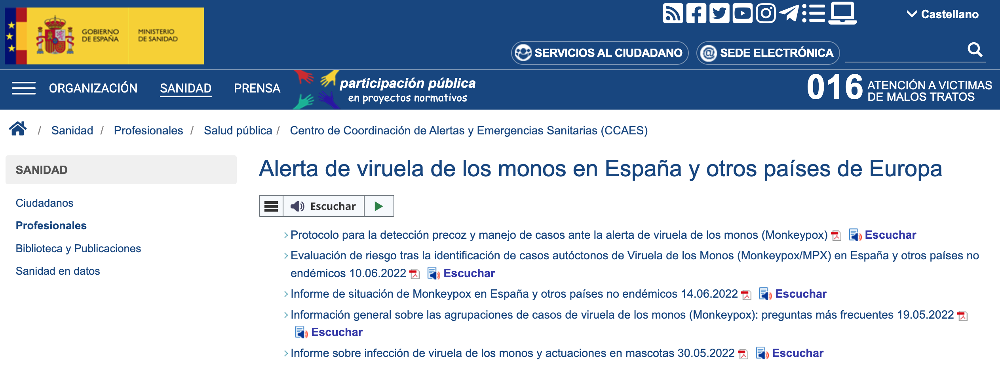 GOBIERNO
DE ESPAÑA
MINISTERIO
DE SANIDAD
Castellano
SERVICIOS AL CIUDADANO
@ SEDE ELECTRÓNICA
ORGANIZACIÓN
SANIDAD
PRENSA
participación pública
en proyectos normativos
016 ATENCIÓN A VICTIMAS
DE MALOS TRATOS
/ Sanidad / Profesionales / Salud pública / Centro de Coordinación de Alertas y Emergencias Sanitarias (CCAES)
SANIDAD
Ciudadanos
Profesionales
Biblioteca y Publicaciones
Sanidad en datos
Alerta de viruela de los monos en España y otros países de Europa
Escuchar
Protocolo para la detección precoz y manejo de casos ante la alerta de viruela de los monos (Monkeypox) Escuchar
Evaluación de riesgo tras la identificación de casos autóctonos de Viruela de los Monos (Monkeypox/MPX) en España y otros países no
endémicos 10.06.2022 Escuchar
Informe de situación de Monkeypox en España y otros países no endémicos 14.06.2022 Escuchar
Información general sobre las agrupaciones de casos de viruela de los monos (Monkeypox): preguntas más frecuentes 19.05.2022
Escuchar
Informe sobre infección de viruela de los monos y actuaciones en mascotas 30.05.2022 Escuchar